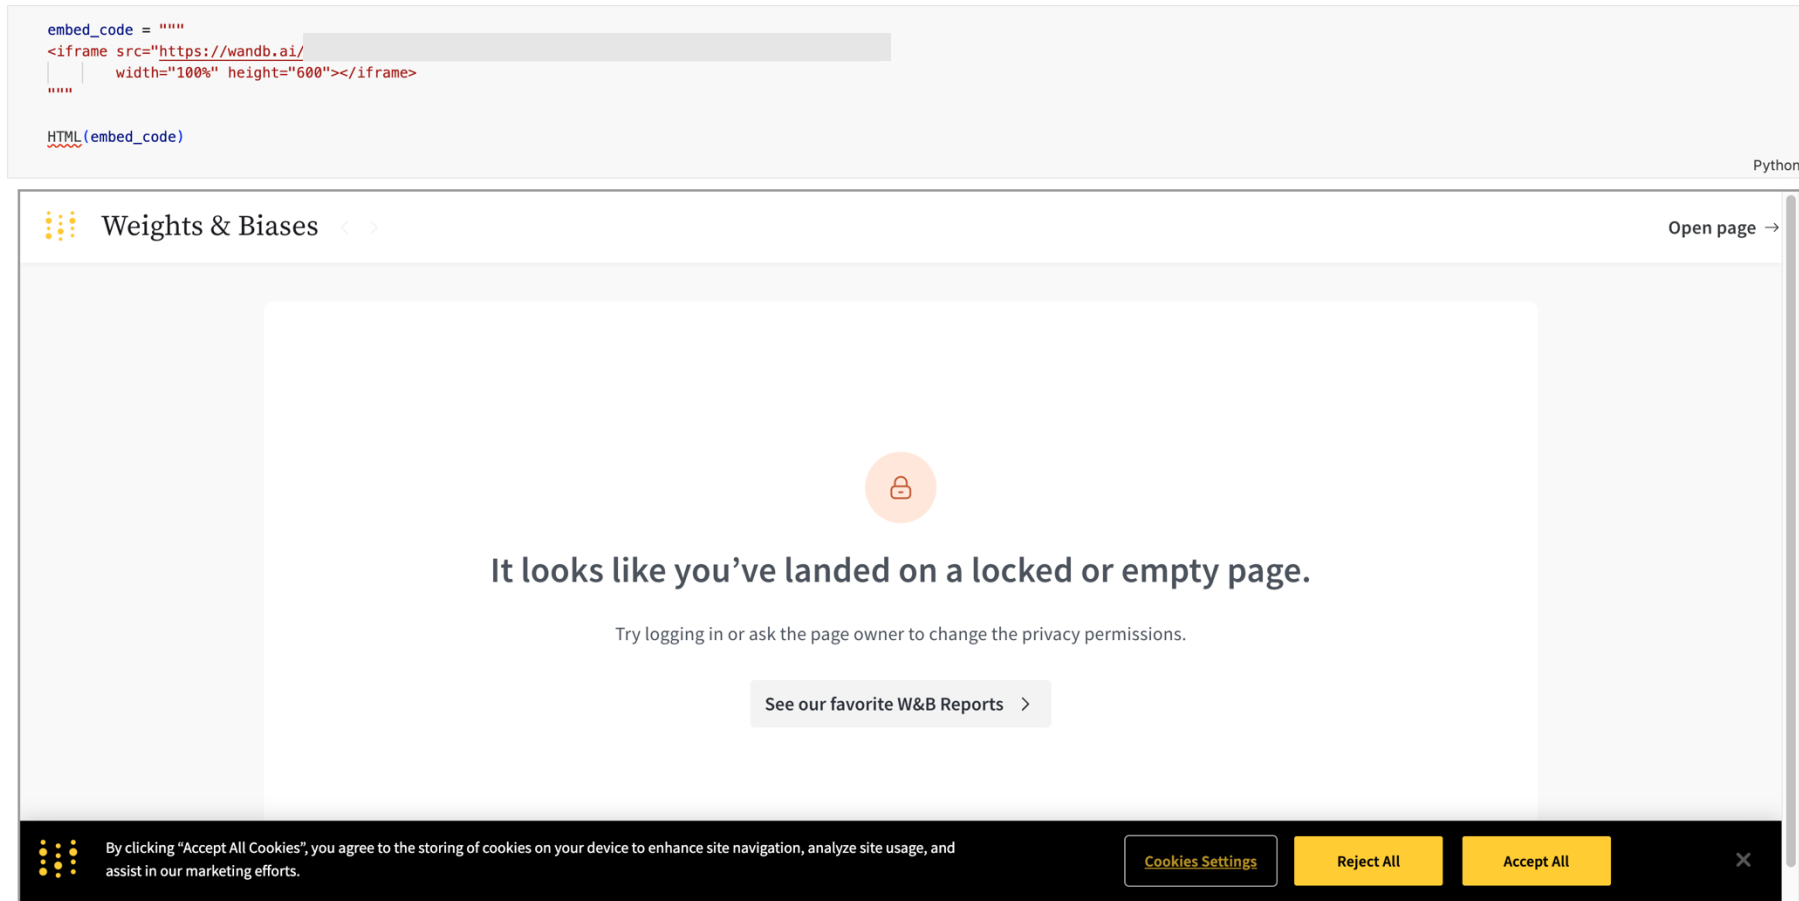 embed_code = """
<iframe src="https://wandb.ai/
width="100%" height="600"></iframe>
"""
HTML(embed_code)
Python
Weights & Biases
Open page →
It looks like you’ve landed on a locked or empty page.
Try logging in or ask the page owner to change the privacy permissions.
See our favorite W&B Reports
By clicking “Accept All Cookies”, you agree to the storing of cookies on your device to enhance site navigation, analyze site usage, and
assist in our marketing efforts.
Cookies Settings
Reject All
Accept All